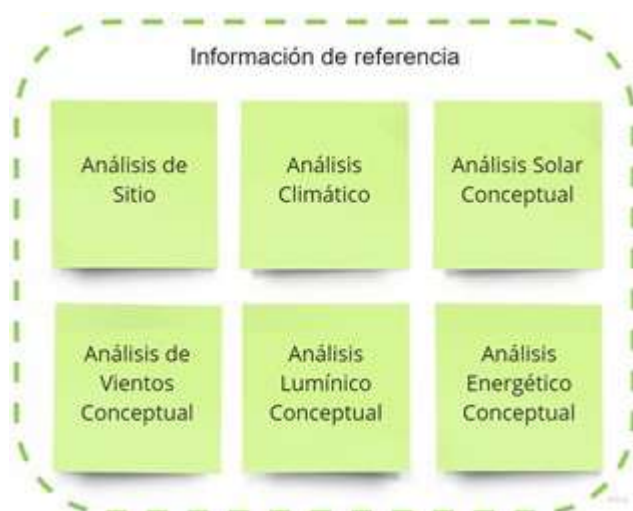 Información de referencia
Análisis de
Sitio
Análisis
Climático
Análisis Solar
Conceptual
Análisis de
Vientos
Conceptual
Análisis
Lumínico
Conceptual
Análisis
Energético
Conceptual